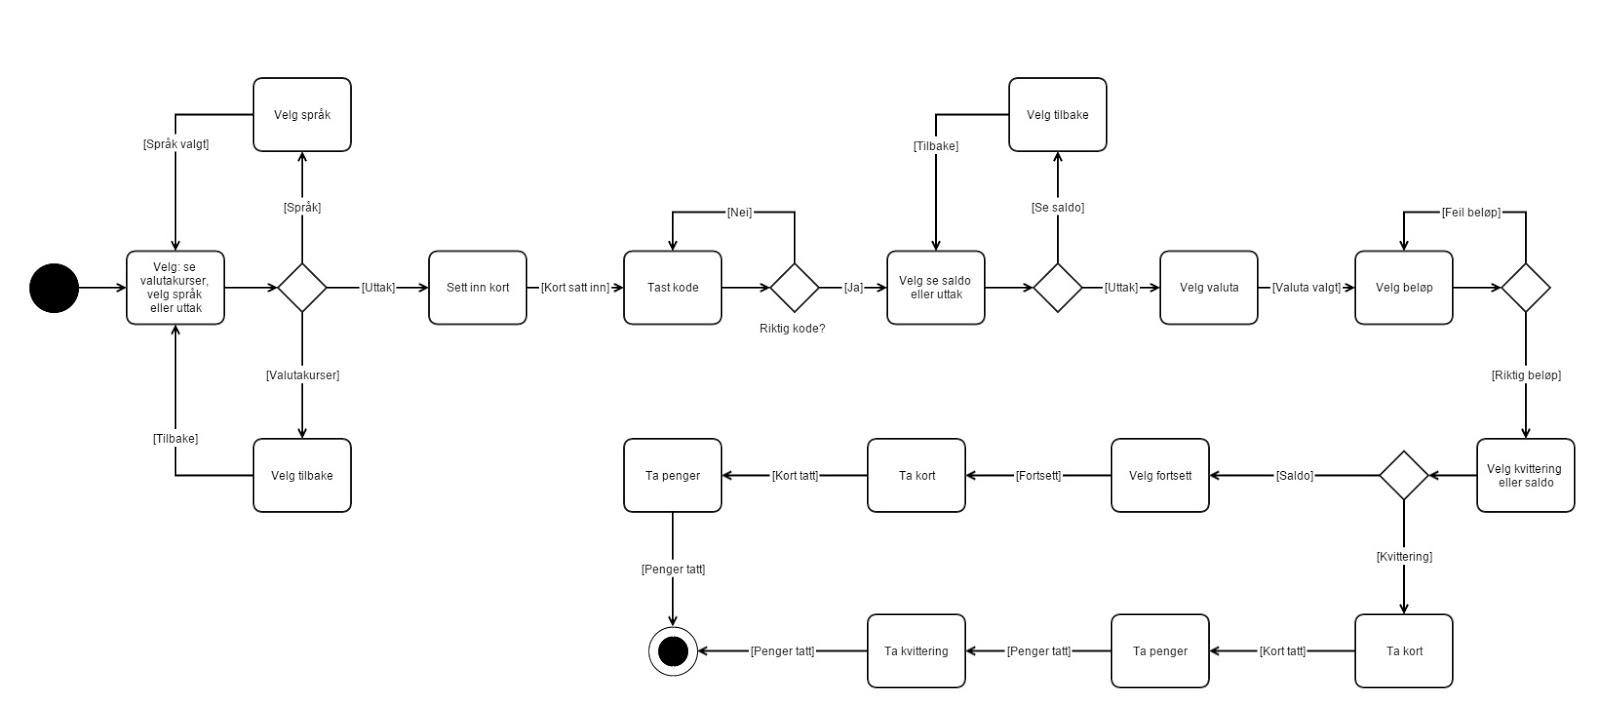 Velg språk
Velg tilbake
[Språk valgt]
[Tilbake]
[Språk]
[Se saldo]
[Nei]
[Feil beløp]
Velg: se
valutakurser,
velg språk
eller uttak
[Uttak]
Sett inn kort
[Kort satt inn]
Tast kode
[Ja]
Velg se saldo
eller uttak
[Uttak]
Velg valuta
[Valuta valgt]
Velg beløp
Riktig kode?
[Valutakurser]
[Riktig beløp]
[Tilbake]
Velg tilbake
Ta penger
[Kort tatt]
Ta kort
[Fortsett]
Velg fortsett
[Saldo]
Velg kvittering
eller saldo
[Kvittering]
[Penger tatt]
[Penger tatt]
Ta kvittering
[Penger tatt]
Ta penger
[Kort tatt]
Ta kort